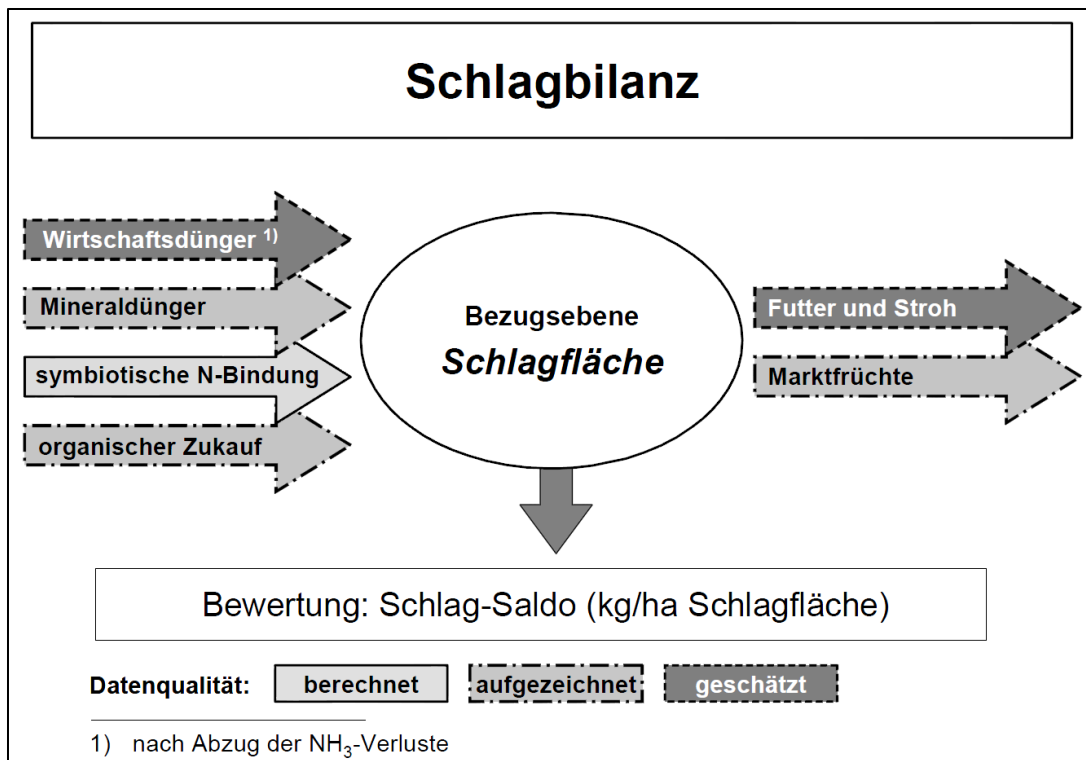 Schlagbilanz
Wirtschaftsdünger 1)
Mineraldünger
symbiotische N-Bindung
organischer Zukauf
Bezugsebene
Schlagfläche
Futter und Stroh
Marktfrüchte
Bewertung: Schlag-Saldo (kg/ha Schlagfläche)
Datenqualität: berechnet aufgezeichnet geschätzt
1) nach Abzug der NH3-Verluste